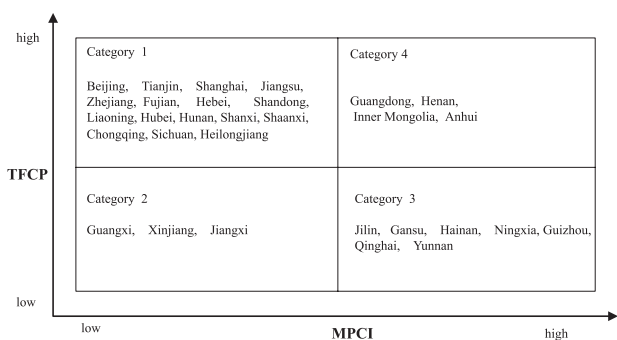 high
Category 1
Beijing, Tianjin, Shanghai, Jiangsu,
Zhejiang, Fujian, Hebei, Shandong,
Liaoning, Hubei, Hunan, Shanxi, Shaanxi,
Chongqing, Sichuan, Heilongjiang
Category 4
Guangdong, Henan,
Inner Mongolia, Anhui
TFCP
Category 2
Guangxi, Xinjiang, Jiangxi
Category 3
Jilin, Gansu, Hainan, Ningxia, Guizhou,
Qinghai, Yunnan
low
low
MPCI
high